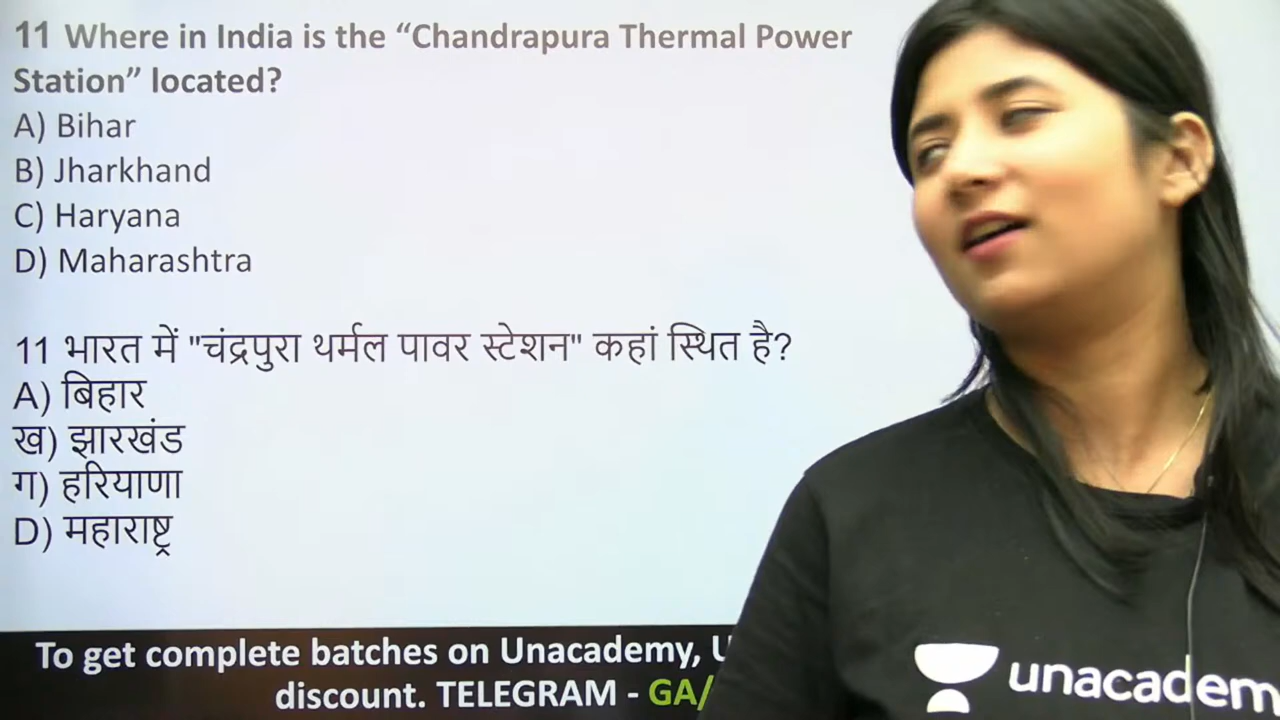 11 Where in India is the “Chandrapura Thermal Power
Station” located?
A) Bihar
B) Jharkhand
C) Haryana
D) Maharashtra
11 भारत में "चंद्रपुरा थर्मल पावर स्टेशन" कहां स्थित है?
A) बिहार
ख) झारखंड
ग) हरियाणा
D) महाराष्ट्र
To get complete batches on Unacademy, U
discount. TELEGRAM - GA/
unacadem